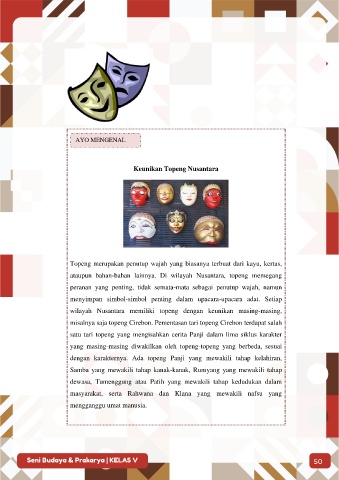 AYO MENGENAL
Keunikan Topeng Nusantara
Topeng merupakan penutup wajah yang biasanya terbuat dari kayu, kertas,
ataupun bahan-bahan lainnya. Di wilayah Nusantara, topeng memegang
peranan yang penting, tidak semata-mata sebagai penutup wajah, namun
menyimpan simbol-simbol penting dalam upacara-upacara adat. Setiap
wilayah Nusantara memiliki topeng dengan keunikan masing-masing,
misalnya saja topeng Cirebon. Pementasan tari topeng Cirebon terdapat salah
satu tari topeng yang mengisahkan cerita Panji dalam lima siklus karakter
yang masing-masing diwakilkan oleh topeng-topeng yang berbeda, sesuai
dengan karakternya. Ada topeng Panji yang mewakili tahap kelahiran,
Samba yang mewakili tahap kanak-kanak, Rumyang yang mewakili tahap
dewasa, Tumenggung atau Patih yang mewakili tahap kedudukan dalam
masyarakat, serta Rahwana dan Klana yang mewakili nafsu yang
mengganggu umat manusia.
Seni Budaya & Prakarya | KELAS V
50